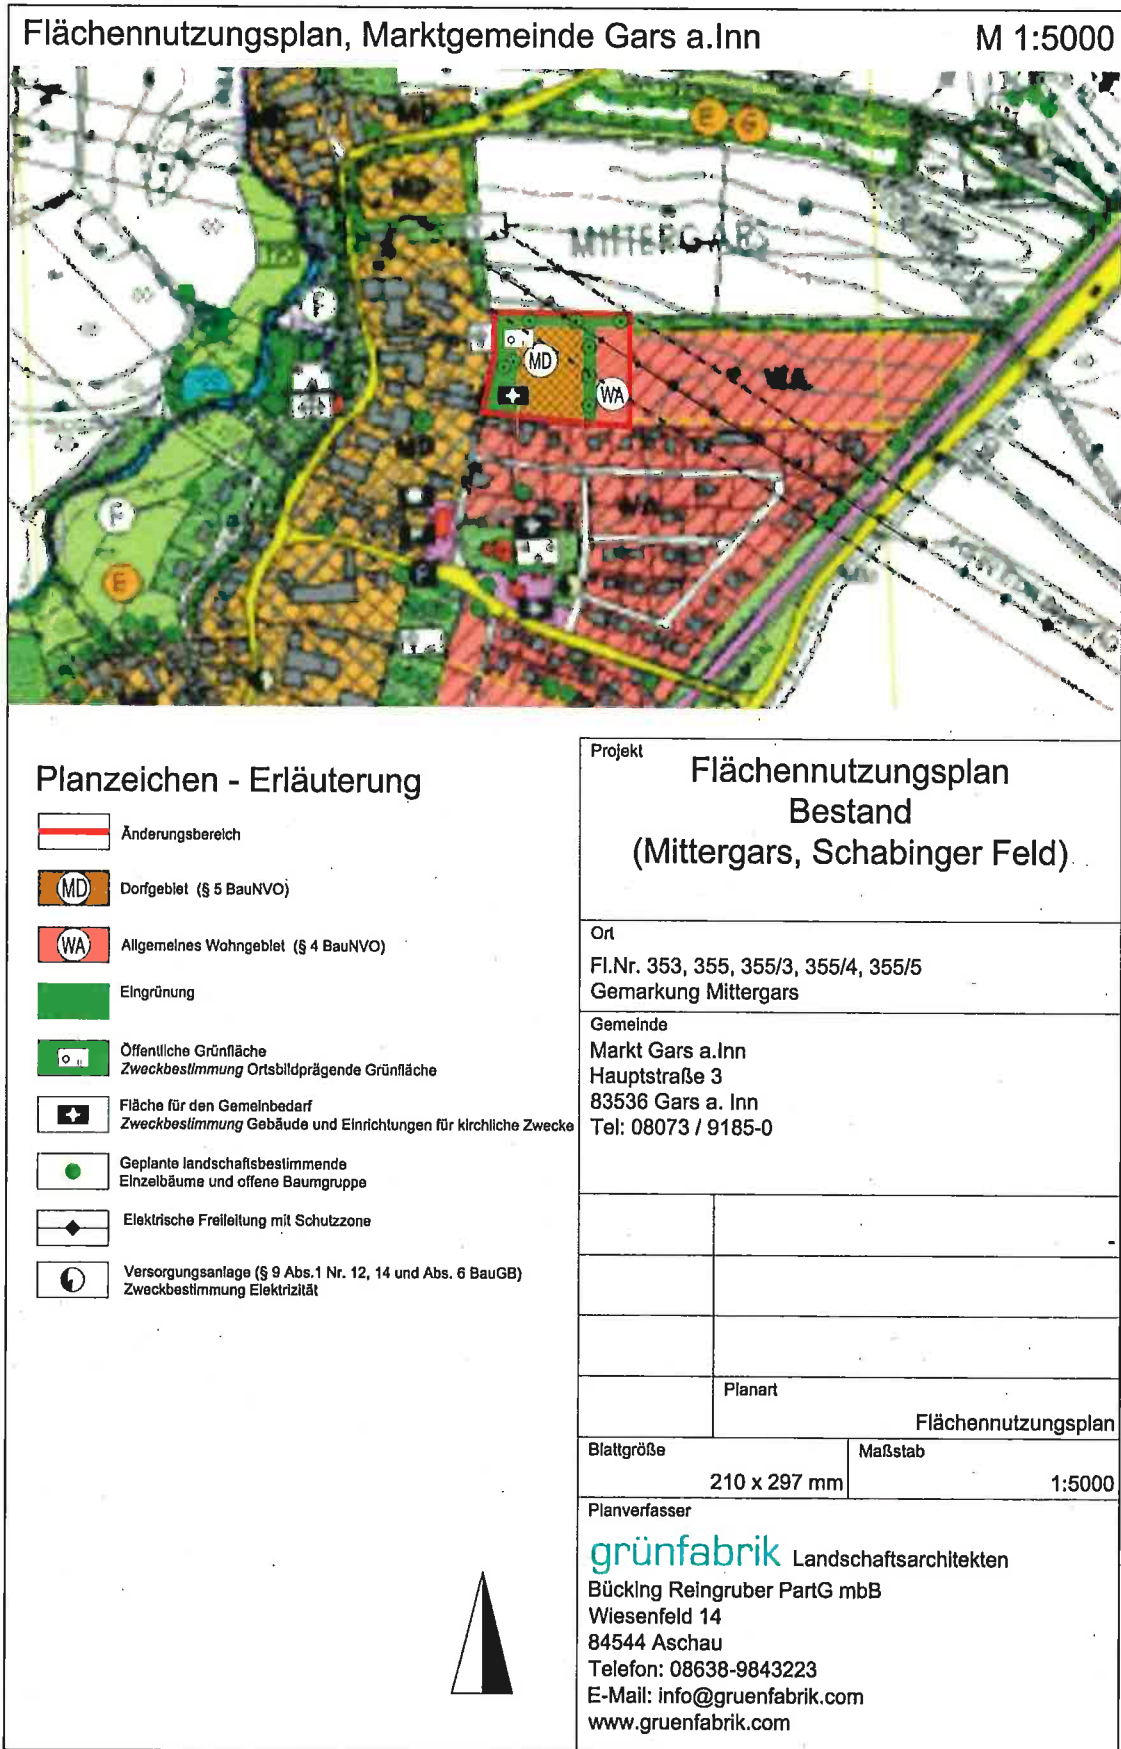 Flächennutzungsplan, Marktgemeinde Gars a.Inn
M 1:5000
E
G
MITTERGARS
F
MD
WA
WA
F
E
WA
Planzeichen - Erläuterung
Änderungsbereich
MD
Dorfgebiet (§ 5 BauNVO)
WA
Allgemeines Wohngebiet (§ 4 BauNVO)
Eingrünung
Öffentliche Grünfläche
Zweckbestimmung Ortsbildprägende Grünfläche
Fläche für den Gemeinbedarf
Zweckbestimmung Gebäude und Einrichtungen für kirchliche Zwecke
Geplante landschaftsbestimmende
Einzelbäume und offene Baumgruppe
Elektrische Freileitung mit Schutzzone
Versorgungsanlage (§ 9 Abs.1 Nr. 12, 14 und Abs. 6 BauGB)
Zweckbestimmung Elektrizität
Projekt
Flächennutzungsplan
Bestand
(Mittergars, Schabinger Feld)
Ort
Fl.Nr. 353, 355, 355/3, 355/4, 355/5
Gemarkung Mittergars
Gemeinde
Markt Gars a.Inn
Hauptstraße 3
83536 Gars a. Inn
Tel: 08073 / 9185-0
-
Planart
Flächennutzungsplan
Blattgröße
210 x 297 mm
Maßstab
1:5000
Planverfasser
grünfabrik Landschaftsarchitekten
Bücking Reingruber PartG mbB
Wiesenfeld 14
84544 Aschau
Telefon: 08638-9843223
E-Mail: info@gruenfabrik.com
www.gruenfabrik.com